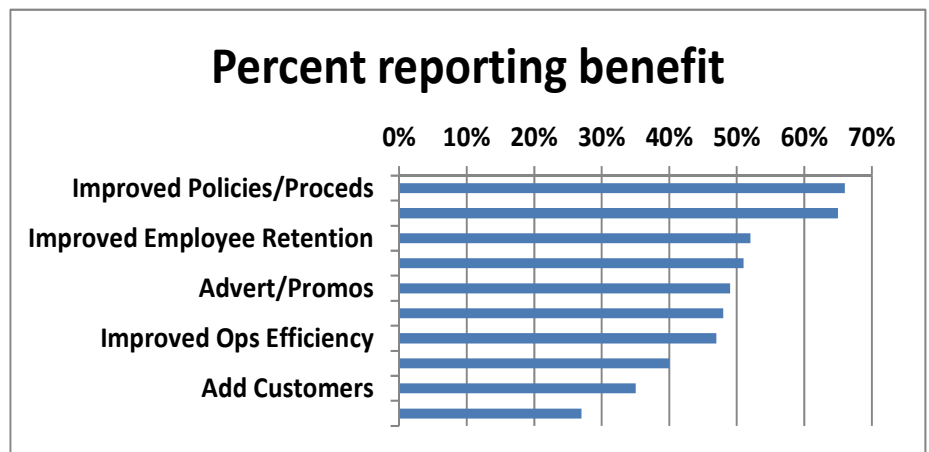 Percent reporting benefit
0% 10% 20% 30% 40% 50% 60% 70%
Improved Policies/Proceds
Improved Employee Retention
Advert/Promos
Improved Ops Efficiency
Add Customers